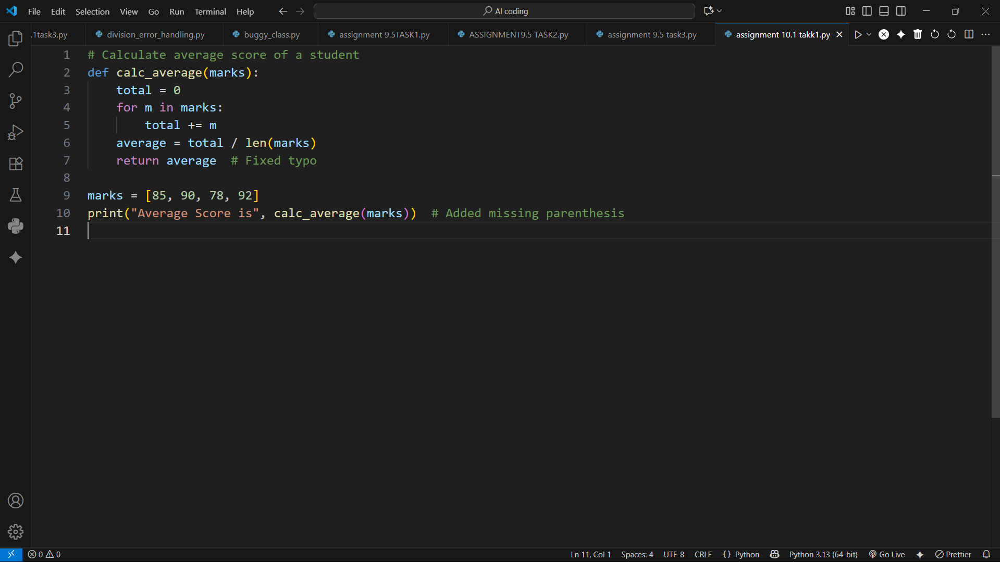 File Edit Selection View Go Run Terminal Help
AI coding
.1task3.py division_error_handling.py buggy_class.py assignment 9.5TASK1.py ASSIGNMENT9.5 TASK2.py assignment 9.5 task3.py assignment 10.1 takk1.py
1 # Calculate average score of a student
2 def calc_average(marks):
3     total = 0
4     for m in marks:
5         total += m
6     average = total / len(marks)
7     return average  # Fixed typo
8
9 marks = [85, 90, 78, 92]
10 print("Average Score is", calc_average(marks))  # Added missing parenthesis
11
0 0 Ln 11, Col 1 Spaces: 4 UTF-8 CRLF {} Python Python 3.13 (64-bit) Go Live Prettier